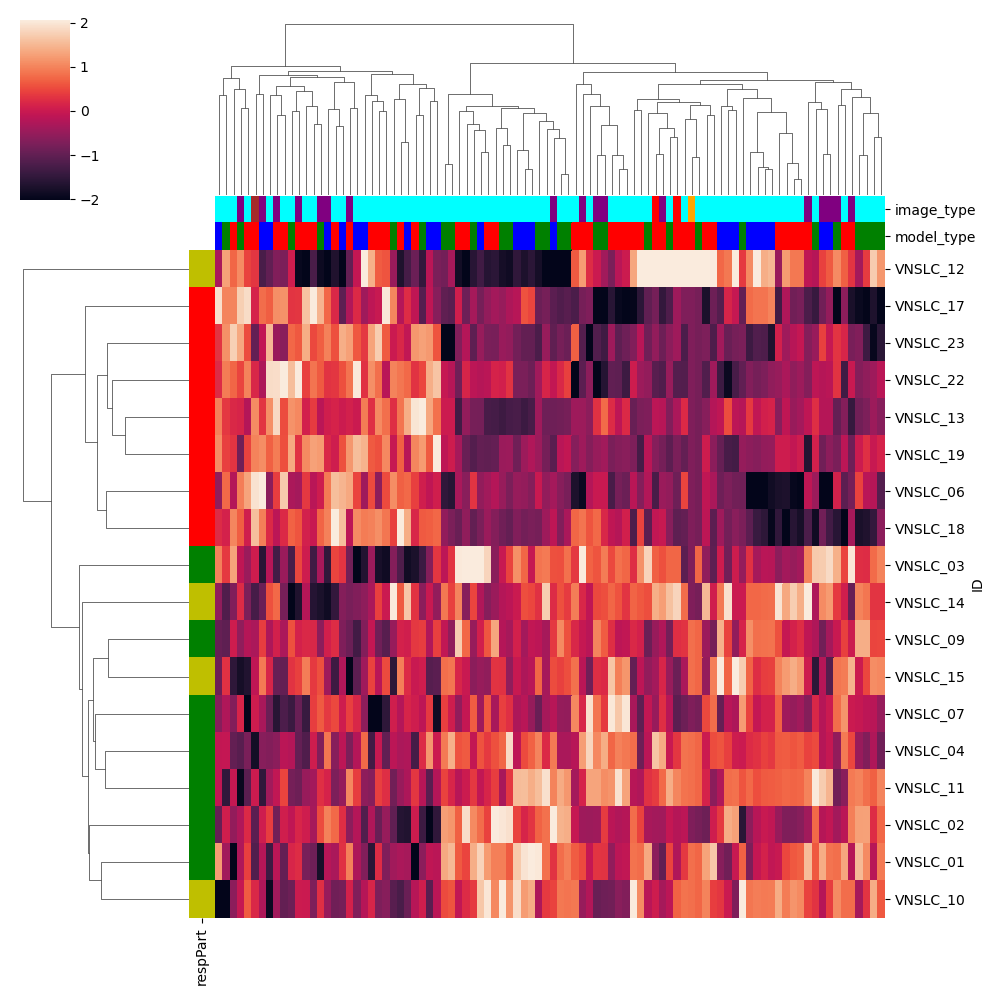 2
1
0
−1
−2
image_type
model_type
VNSLC_12
VNSLC_17
VNSLC_23
VNSLC_22
VNSLC_13
VNSLC_19
VNSLC_06
VNSLC_18
VNSLC_03
VNSLC_14
VNSLC_09
VNSLC_15
VNSLC_07
VNSLC_04
VNSLC_11
VNSLC_02
VNSLC_01
VNSLC_10
ID
respPart